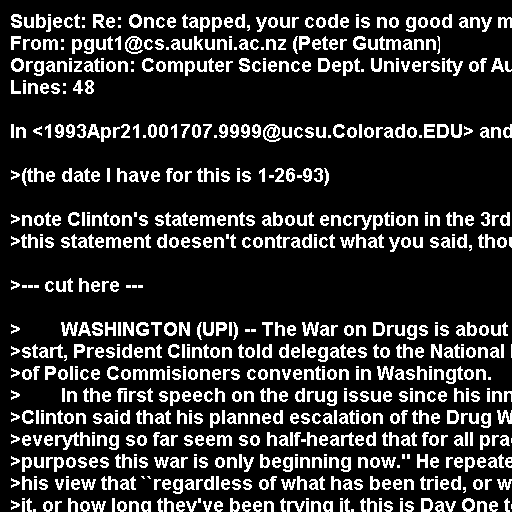 Subject: Re: Once tapped, your code is no good any
From: pgut1@cs.aukuni.ac.nz (Peter Gutmann)
Organization: Computer Science Dept. University of
Lines: 48
In <1993Apr21.001707.9999@ucsu.Colorado.EDU> and
>(the date I have for this is 1-26-93)
>note Clinton's statements about encryption in the 3rd
>this statement doesen't contradict what you said,
>--- cut here ---
> WASHINGTON (UPI) -- The War on Drugs is about
>start, President Clinton told delegates to the National
>of Police Commisioners convention in Washington.
> In the first speech on the drug issue since his
>Clinton said that his planned escalation of the Drug
>everything so far seem so half-hearted that for all
>purposes this war is only beginning now." He
>his view that ``regardless of what has been tried, or
>it, or how long they've been trying it, this is Day One